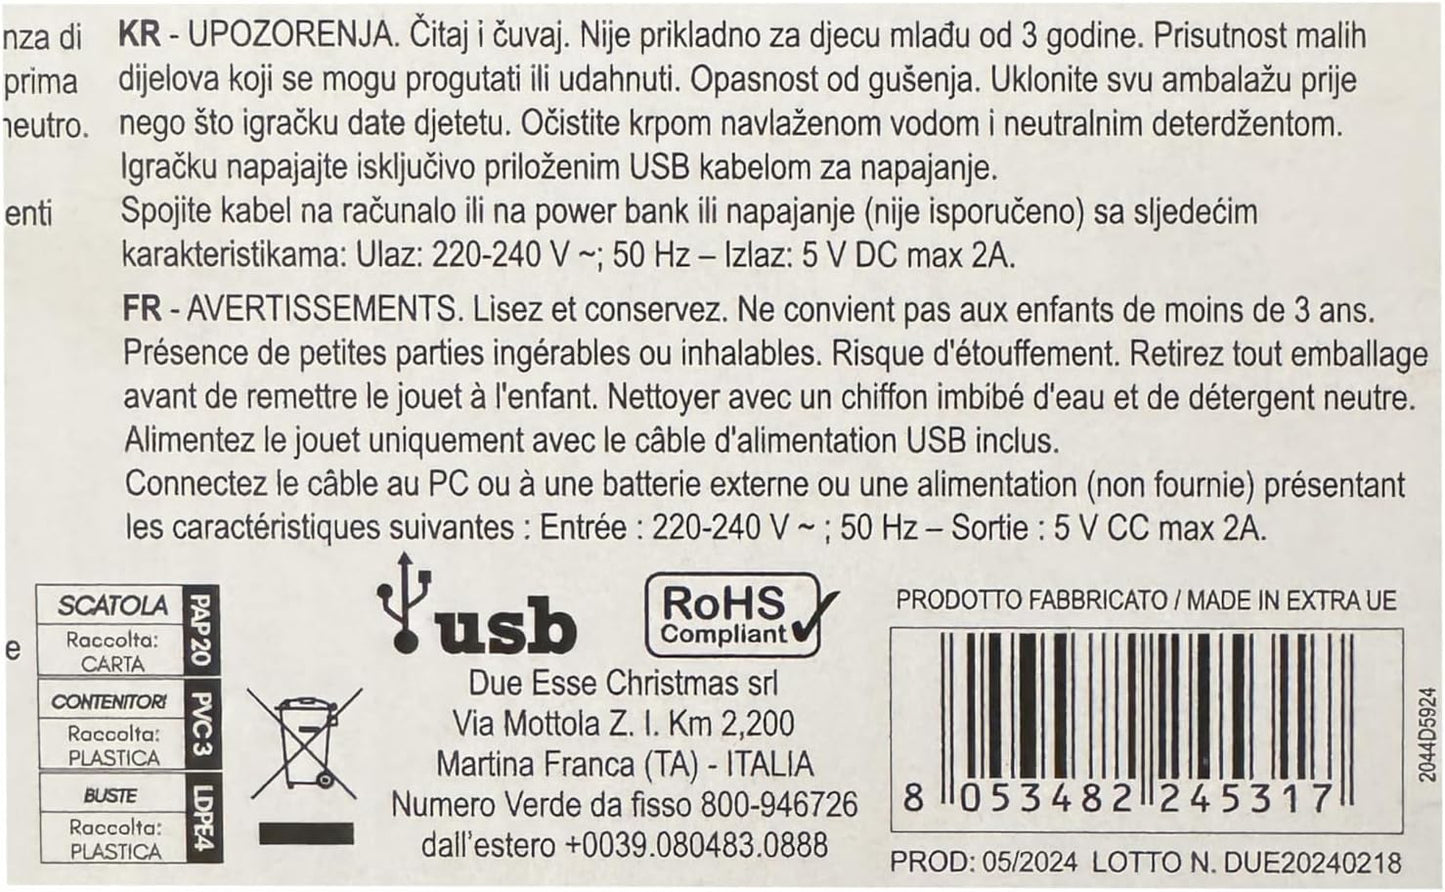 nza di
prima
neutro.
enti
e
KR - UPOZORENJA. Čitaj i čuvaj. Nije prikladno za djecu mlađu od 3 godine. Prisutnost malih
dijelova koji se mogu progutati ili udahnuti. Opasnost od gušenja. Uklonite svu ambalažu prije
nego što igračku date djetetu. Očistite krpom navlaženom vodom i neutralnim deterdžentom.
Igračku napajajte isključivo priloženim USB kabelom za napajanje.
Spojite kabel na računalo ili na power bank ili napajanje (nije isporučeno) sa sljedećim
karakteristikama: Ulaz: 220-240 V ~; 50 Hz – Izlaz: 5 V DC max 2A.
FR - AVERTISSEMENTS. Lisez et conservez. Ne convient pas aux enfants de moins de 3 ans.
Présence de petites parties ingérables ou inhalables. Risque d'étouffement. Retirez tout emballage
avant de remettre le jouet à l'enfant. Nettoyer avec un chiffon imbibé d'eau et de détergent neutre.
Alimentez le jouet uniquement avec le câble d'alimentation USB inclus.
Connectez le câble au PC ou à une batterie externe ou une alimentation (non fournie) présentant
les caractéristiques suivantes : Entrée : 220-240 V ~ ; 50 Hz – Sortie : 5 V CC max 2A.
SCATOLA
Raccolta:
CARTA
PAP20
CONTENITORI
Raccolta:
PLASTICA
PVC3
BUSTE
Raccolta:
PLASTICA
LDPE4
usb
RoHS
Compliant
Due Esse Christmas srl
Via Mottola Z. I. Km 2,200
Martina Franca (TA) - ITALIA
Numero Verde da fisso 800-946726
dall'estero +0039.080483.0888
PRODOTTO FABBRICATO / MADE IN EXTRA UE
8 053482 245317
2044D5924
PROD: 05/2024 LOTTO N. DUE20240218